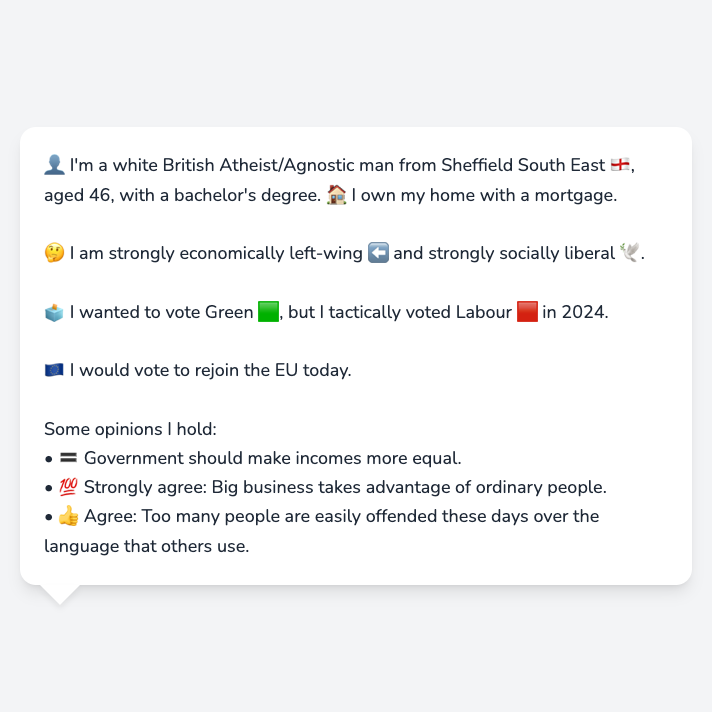 👤 I'm a white British Atheist/Agnostic man from Sheffield South East 🏴󠁧󠁢󠁥󠁮󠁧󠁿,
aged 46, with a bachelor's degree. 🏠 I own my home with a mortgage.
🤔 I am strongly economically left-wing ⬅️ and strongly socially liberal 🕊️.
🗳️ I wanted to vote Green 🟩, but I tactically voted Labour 🟥 in 2024.
🇪🇺 I would vote to rejoin the EU today.
Some opinions I hold:
• 🟰 Government should make incomes more equal.
• 💯 Strongly agree: Big business takes advantage of ordinary people.
• 👍 Agree: Too many people are easily offended these days over the
language that others use.